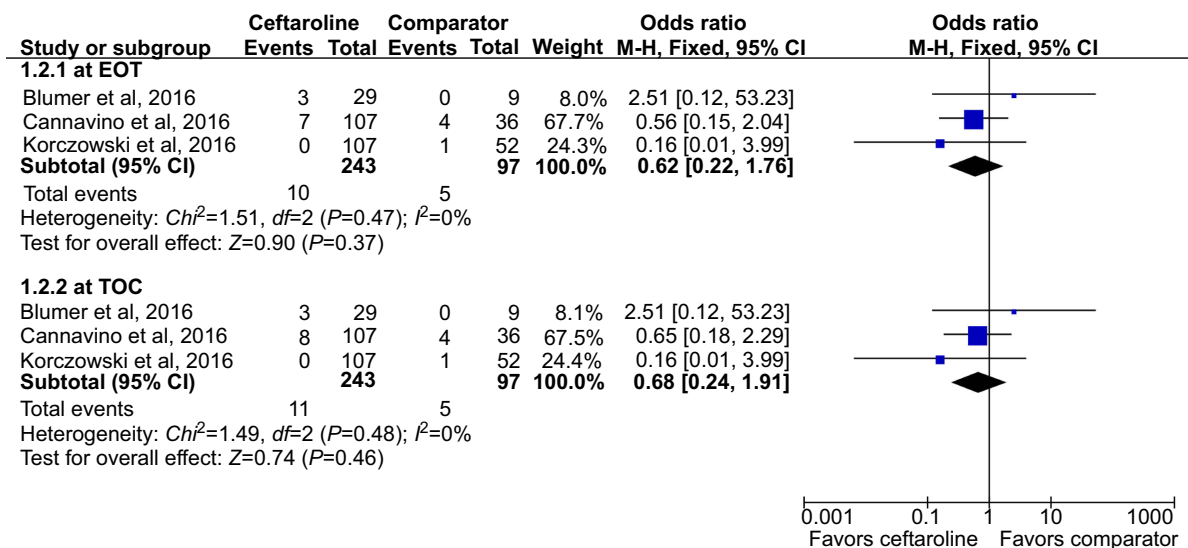 Ceftaroline Comparator Odds ratio Odds ratio
Study or subgroup Events Total Events Total Weight M-H, Fixed, 95% CI M-H, Fixed, 95% CI
1.2.1 at EOT
Blumer et al, 2016 3 29 0 9 8.0% 2.51 [0.12, 53.23]
Cannavino et al, 2016 7 107 4 36 67.7% 0.56 [0.15, 2.04]
Korczowski et al, 2016 0 107 1 52 24.3% 0.16 [0.01, 3.99]
Subtotal (95% CI) 243 97 100.0% 0.62 [0.22, 1.76]
Total events 10 5
Heterogeneity: Chi²=1.51, df=2 (P=0.47); I²=0%
Test for overall effect: Z=0.90 (P=0.37)
1.2.2 at TOC
Blumer et al, 2016 3 29 0 9 8.1% 2.51 [0.12, 53.23]
Cannavino et al, 2016 8 107 4 36 67.5% 0.65 [0.18, 2.29]
Korczowski et al, 2016 0 107 1 52 24.4% 0.16 [0.01, 3.99]
Subtotal (95% CI) 243 97 100.0% 0.68 [0.24, 1.91]
Total events 11 5
Heterogeneity: Chi²=1.49, df=2 (P=0.48); I²=0%
Test for overall effect: Z=0.74 (P=0.46)
0.001 0.1 1 10 1000
Favors ceftaroline Favors comparator